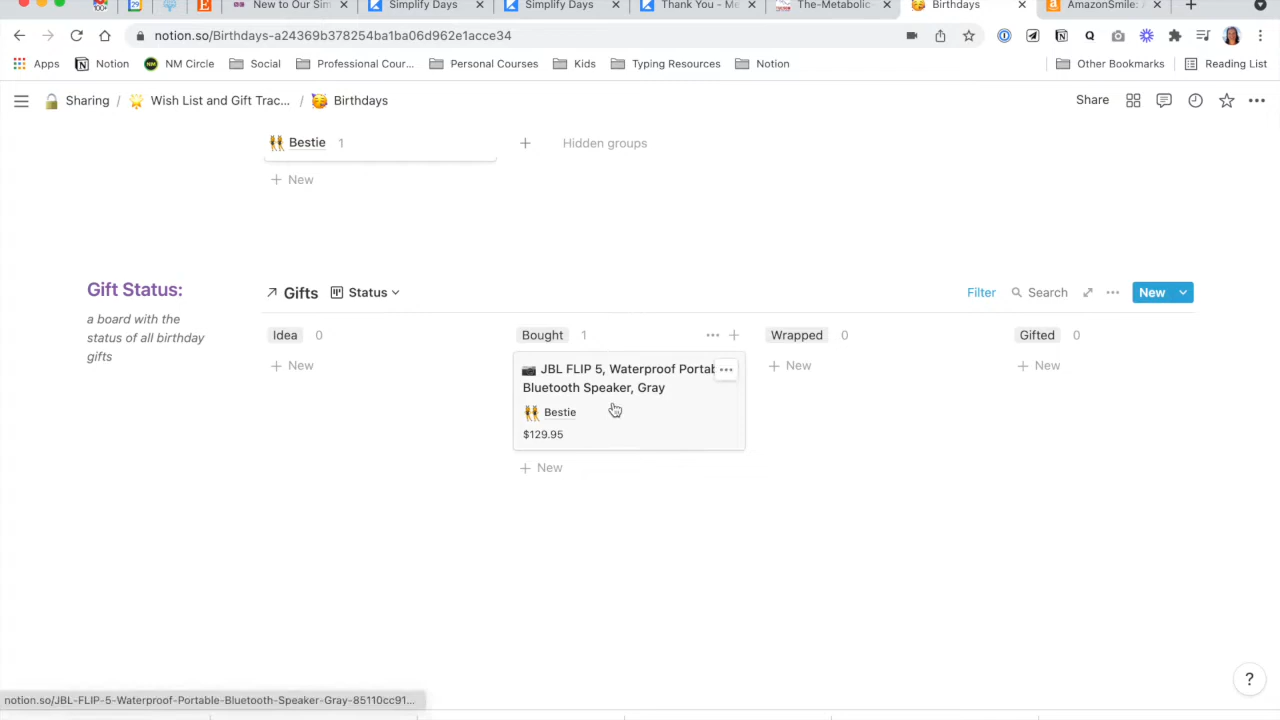 New to Our Sim
Simplify Days
Simplify Days
Thank You - Me
The-Metabolic-
Birthdays
AmazonSmile: A
notion.so/Birthdays-a24369b378254ba1ba06d962e1acce34
Apps
Notion
NM Circle
Social
Professional Cour...
Personal Courses
Kids
Typing Resources
Notion
Other Bookmarks
Reading List
Sharing / Wish List and Gift Trac... / Birthdays
Share
Bestie 1
Hidden groups
+ New
Gift Status:
a board with the
status of all birthday
gifts
Gifts
Status
Filter
Search
New
Idea 0
Bought 1
Wrapped 0
Gifted 0
+ New
JBL FLIP 5, Waterproof Portab
Bluetooth Speaker, Gray
Bestie
$129.95
+ New
+ New
+ New
?
notion.so/JBL-FLIP-5-Waterproof-Portable-Bluetooth-Speaker-Gray-85110cc91...